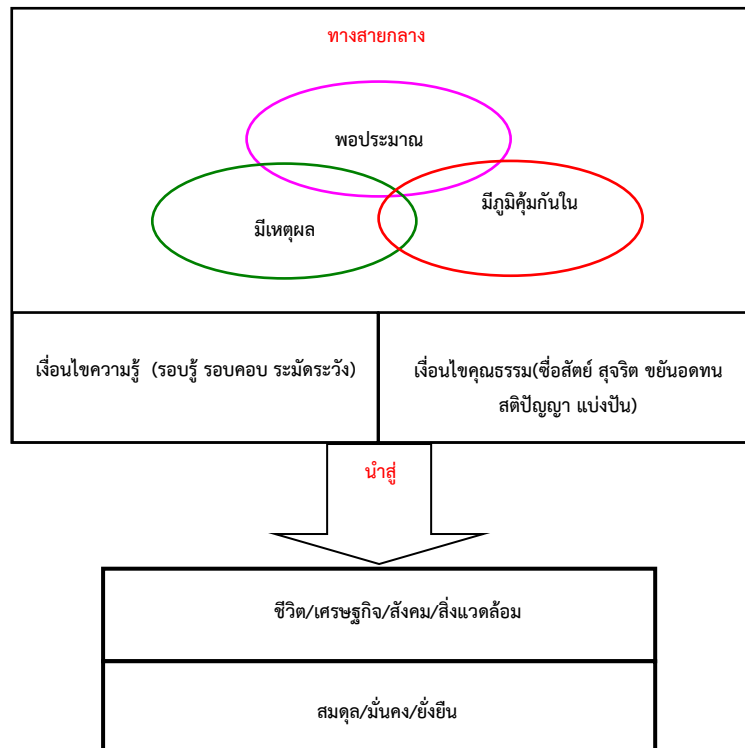 ทางสายกลาง
พอประมาณ
มีภูมิคุ้มกันใน
มีเหตุผล
เงื่อนไขความรู้ (รอบรู้ รอบคอบ ระมัดระวัง)
เงื่อนไขคุณธรรม(ซื่อสัตย์ สุจริต ขยันอดทน
สติปัญญา แบ่งปัน)
นำสู่
ชีวิต/เศรษฐกิจ/สังคม/สิ่งแวดล้อม
สมดุล/มั่นคง/ยั่งยืน